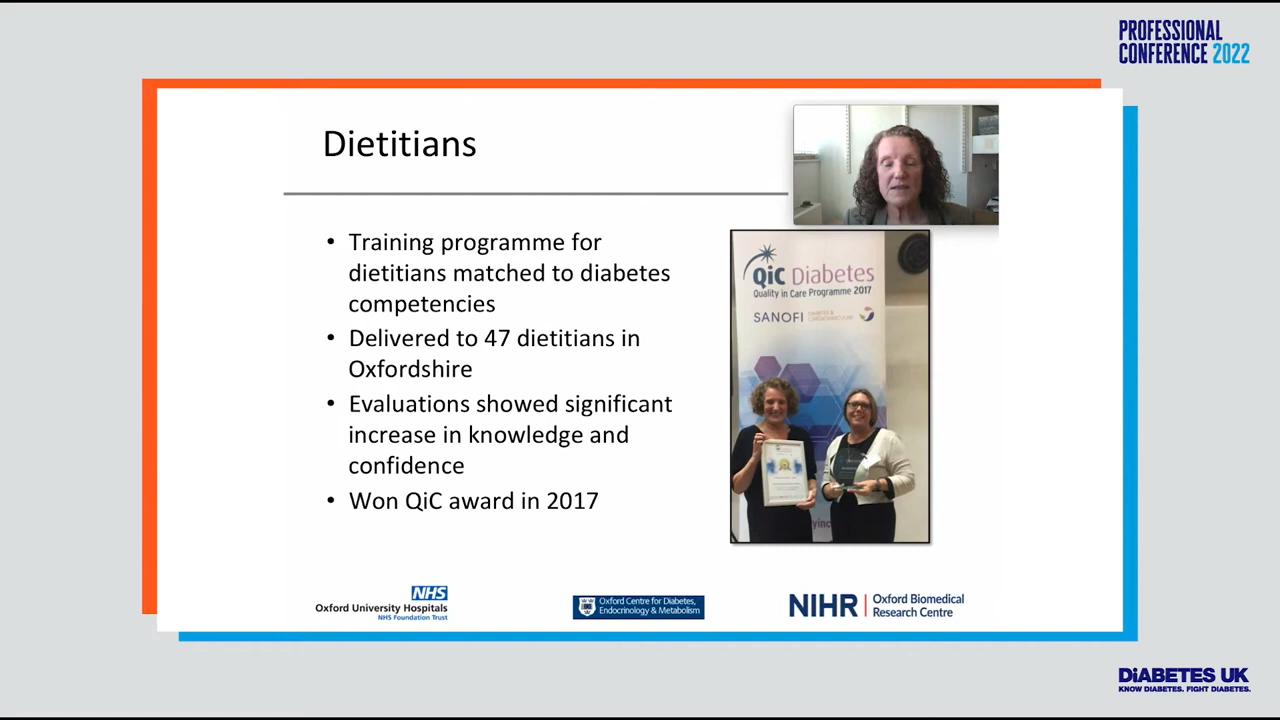 PROFESSIONAL
CONFERENCE 2022
Dietitians
• Training programme for
dietitians matched to diabetes
competencies
• Delivered to 47 dietitians in
Oxfordshire
• Evaluations showed significant
increase in knowledge and
confidence
• Won QiC award in 2017
QiC Diabetes
Quality in Care Programme 2017
SANOFI
NHS
Oxford University Hospitals
NHS Foundation Trust
Oxford Centre for Diabetes,
Endocrinology & Metabolism
NIHR | Oxford Biomedical
Research Centre
DiABETES UK
KNOW DIABETES. FIGHT DIABETES.